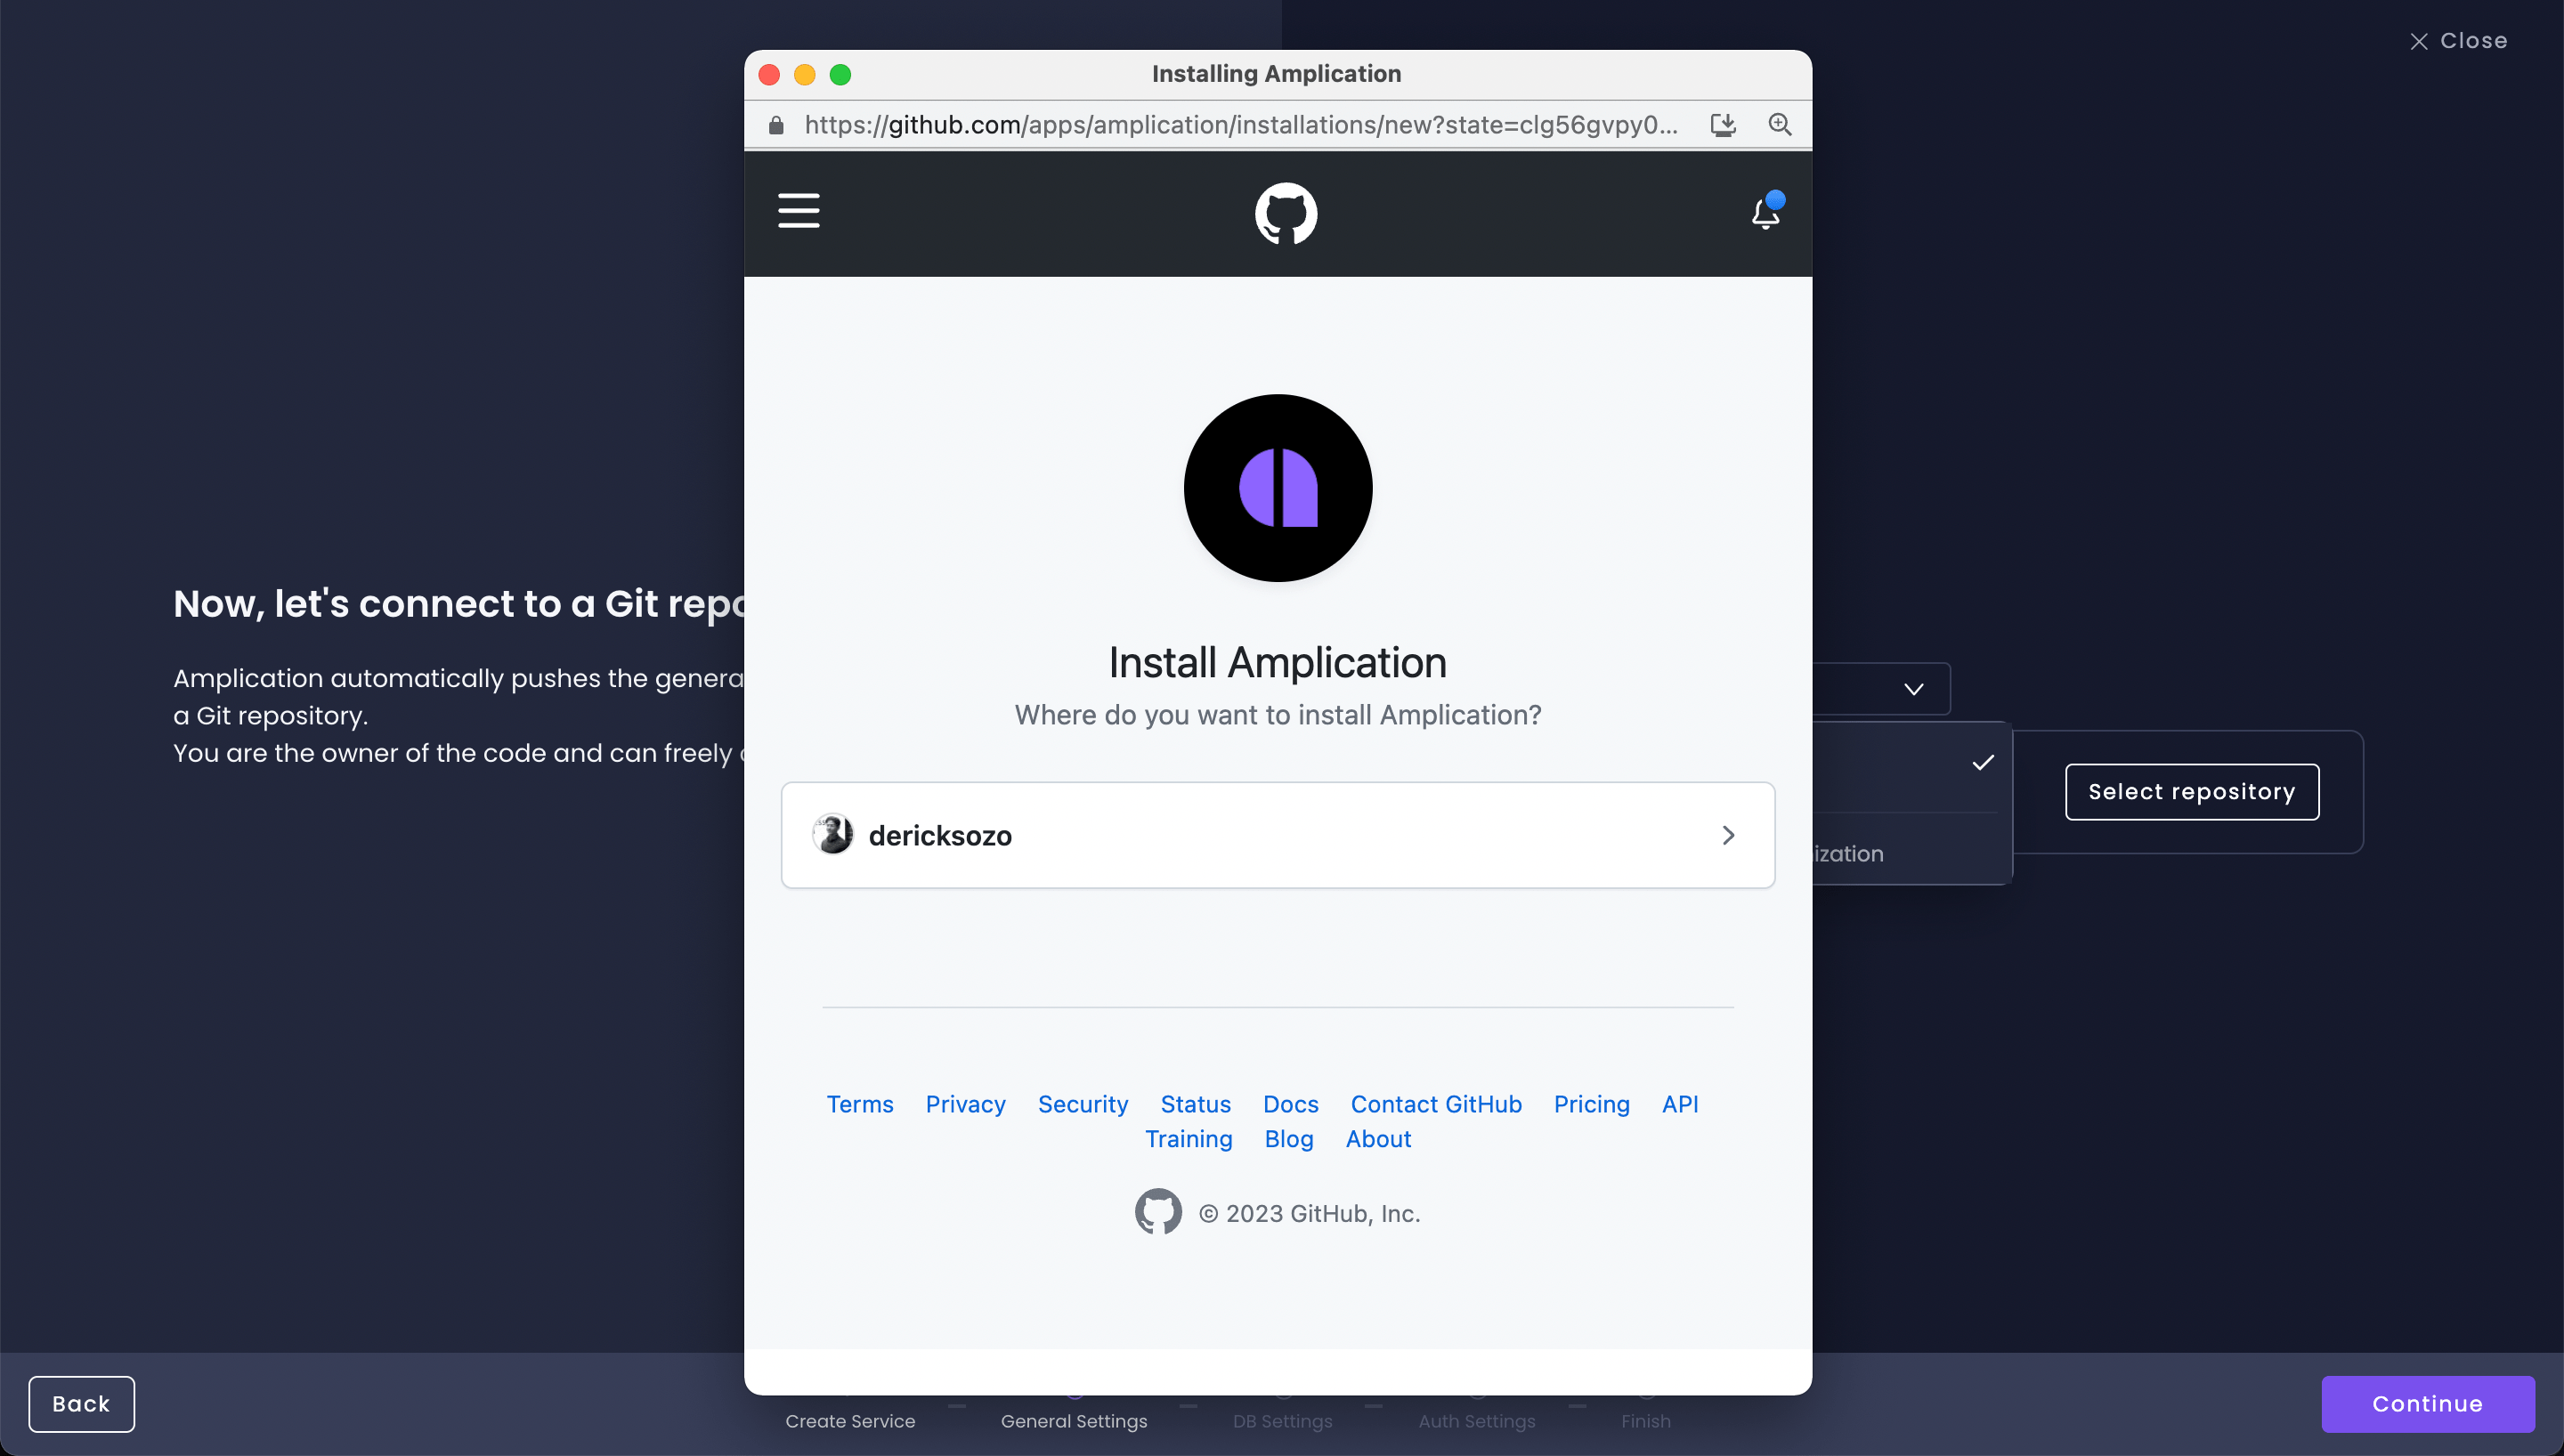 Close
Installing Amplication
https://github.com/apps/amplication/installations/new?state=clg56gvpy0...
Now, let's connect to a Git repo
Amplication automatically pushes the genera
a Git repository.
You are the owner of the code and can freely
Install Amplication
Where do you want to install Amplication?
dericksozo
Select repository
ization
Terms Privacy Security Status Docs Contact GitHub Pricing API
Training Blog About
© 2023 GitHub, Inc.
Back
Create Service
General Settings
DB Settings
Auth Settings
Finish
Continue